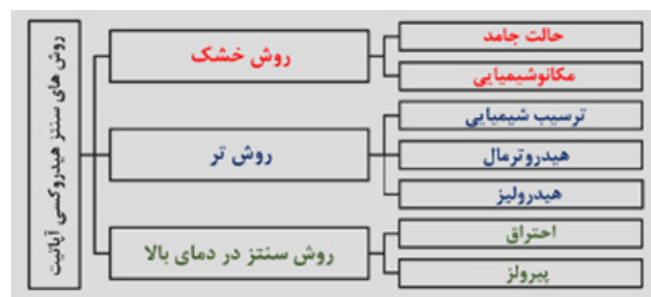 روش های سنتز هیدروکسی آپاتیت
روش خشک
حالت جامد
مکانوشیمیایی
روش تر
ترسیب شیمیایی
هیدروترمال
هیدرولیز
روش سنتز در دمای بالا
احتراق
پیرولز